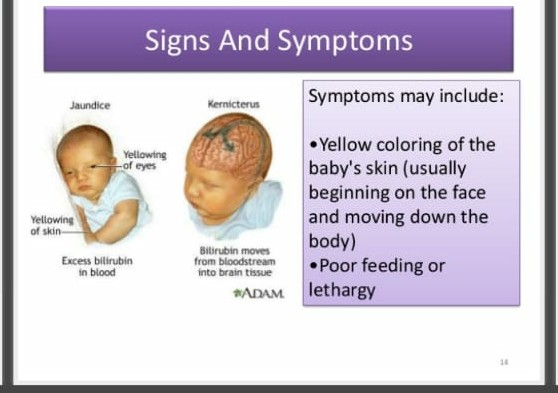 Signs And Symptoms
Jaundice
Yellowing
of eyes
Yellowing
of skin
Excess bilirubin
in blood
Kernicterus
Bilirubin moves
from bloodstream
into brain tissue
ADAM
Symptoms may include:
•Yellow coloring of the
baby's skin (usually
beginning on the face
and moving down the
body)
•Poor feeding or
lethargy
14